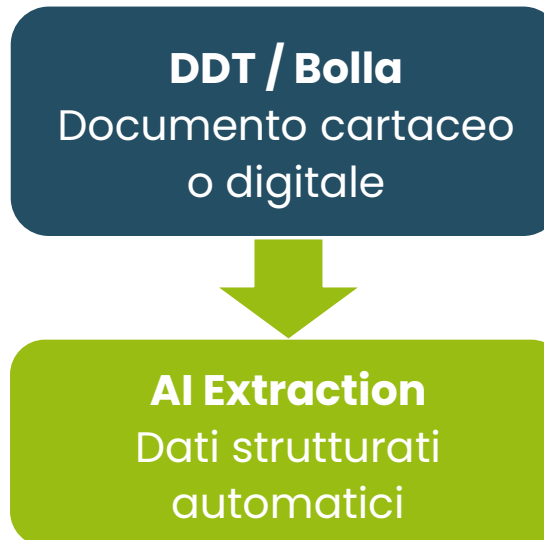 DDT / Bolla
Documento cartaceo
o digitale
AI Extraction
Dati strutturati
automatici